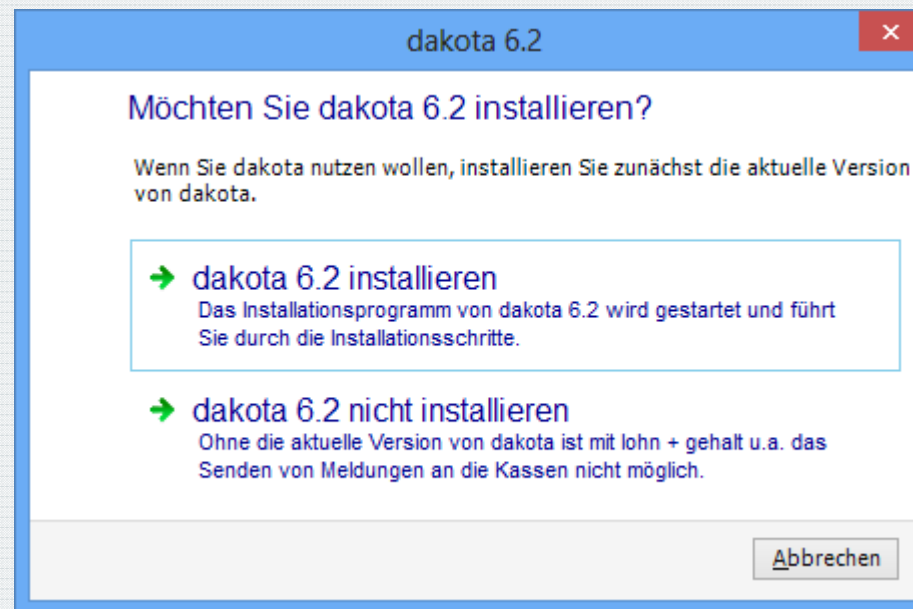 dakota 6.2
Möchten Sie dakota 6.2 installieren?
Wenn Sie dakota nutzen wollen, installieren Sie zunächst die aktuelle Version
von dakota.
dakota 6.2 installieren
Das Installationsprogramm von dakota 6.2 wird gestartet und führt
Sie durch die Installationsschritte.
dakota 6.2 nicht installieren
Ohne die aktuelle Version von dakota ist mit lohn + gehalt u.a. das
Senden von Meldungen an die Kassen nicht möglich.
Abbrechen